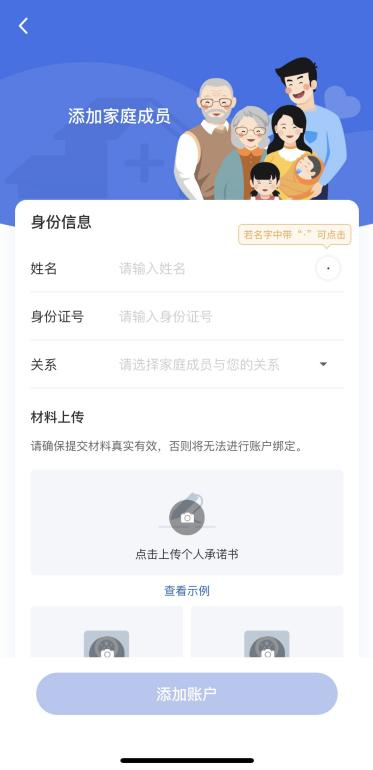 添加家庭成员
身份信息
若名字中带“·”可点击
姓名
请输入姓名
·
身份证号
请输入身份证号
关系
请选择家庭成员与您的关系
材料上传
请确保提交材料真实有效，否则将无法进行账户绑定。
点击上传个人承诺书
查看示例
添加账户